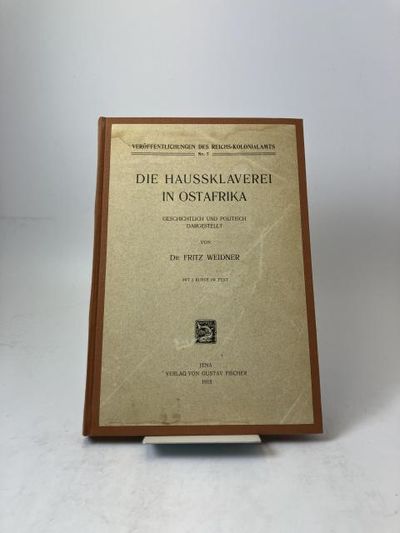 VERÖFFENTLICHUNGEN DES REICHS-KOLONIALAMTS
Nr. 7
DIE HAUSSKLAVEREI
IN OSTAFRIKA
GESCHICHTLICH UND POLITISCH
DARGESTELLT
VON
DR. FRITZ WEIDNER
MIT 1 KARTE IM TEXT
JENA
VERLAG VON GUSTAV FISCHER
1915